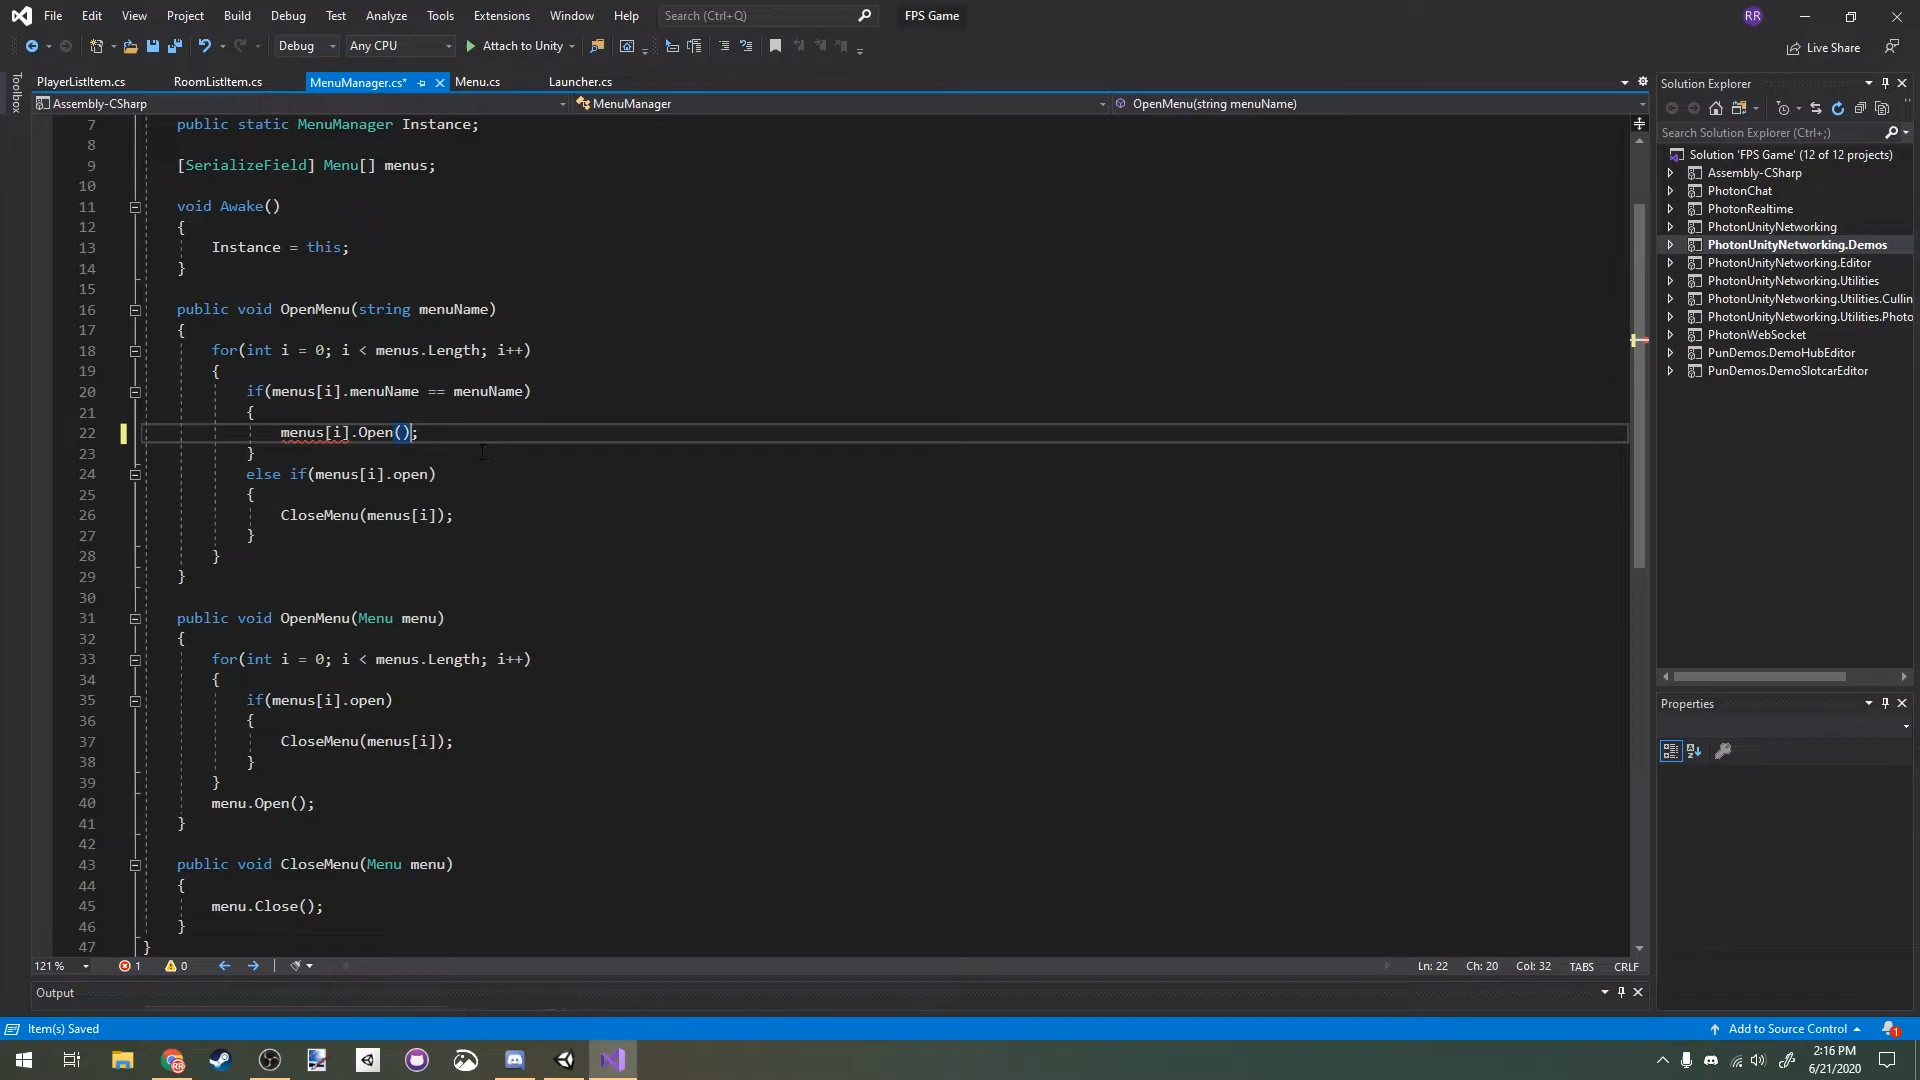 File Edit View Project Build Debug Test Analyze Tools Extensions Window Help Search (Ctrl+Q) FPS Game RR
Debug Any CPU Attach to Unity Live Share
Toolbox
PlayerListItem.cs RoomListItem.cs MenuManager.cs* Menu.cs Launcher.cs
Assembly-CSharp MenuManager OpenMenu(string menuName)
7 public static MenuManager Instance;
8
9 [SerializeField] Menu[] menus;
10
11 void Awake()
12 {
13 Instance = this;
14 }
15
16 public void OpenMenu(string menuName)
17 {
18 for(int i = 0; i < menus.Length; i++)
19 {
20 if(menus[i].menuName == menuName)
21 {
22 menus[i].Open();
23 }
24 else if(menus[i].open)
25 {
26 CloseMenu(menus[i]);
27 }
28 }
29 }
30
31 public void OpenMenu(Menu menu)
32 {
33 for(int i = 0; i < menus.Length; i++)
34 {
35 if(menus[i].open)
36 {
37 CloseMenu(menus[i]);
38 }
39 }
40 menu.Open();
41 }
42
43 public void CloseMenu(Menu menu)
44 {
45 menu.Close();
46 }
47 }
121 % 1 0 Ln: 22 Ch: 20 Col: 32 TABS CRLF
Output
Solution Explorer
Search Solution Explorer (Ctrl+;)
Solution 'FPS Game' (12 of 12 projects)
Assembly-CSharp
PhotonChat
PhotonRealtime
PhotonUnityNetworking
PhotonUnityNetworking.Demos
PhotonUnityNetworking.Editor
PhotonUnityNetworking.Utilities
PhotonUnityNetworking.Utilities.Cullin
PhotonUnityNetworking.Utilities.Photo
PhotonWebSocket
PunDemos.DemoHubEditor
PunDemos.DemoSlotcarEditor
Properties
Item(s) Saved Add to Source Control 1
2:16 PM
6/21/2020